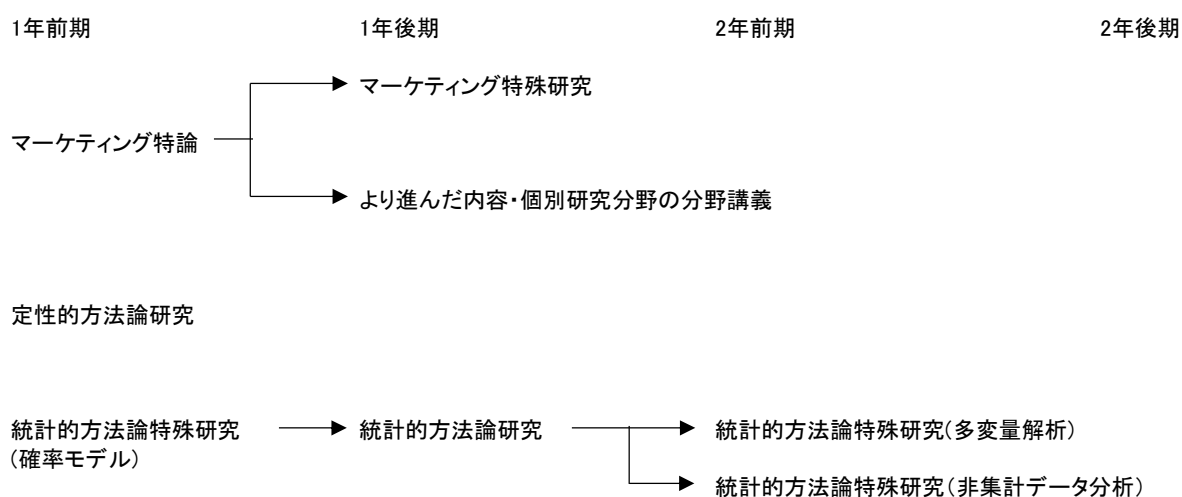 1年前期 1年後期 2年前期 2年後期
マーケティング特殊研究
マーケティング特論
より進んだ内容・個別研究分野の分野講義
定性的方法論研究
統計的方法論特殊研究 統計的方法論研究 統計的方法論特殊研究(多変量解析)
(確率モデル)
統計的方法論特殊研究(非集計データ分析)